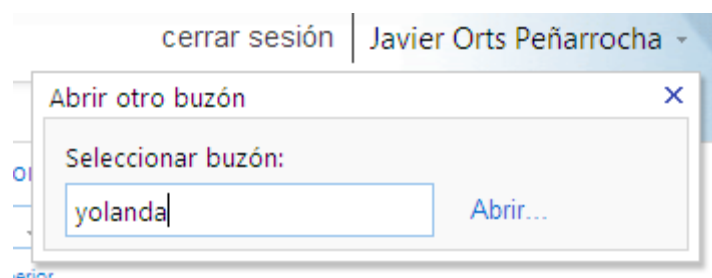 cerrar sesión
Javier Orts Peñarrocha
Abrir otro buzón
Seleccionar buzón:
yolanda
Abrir...